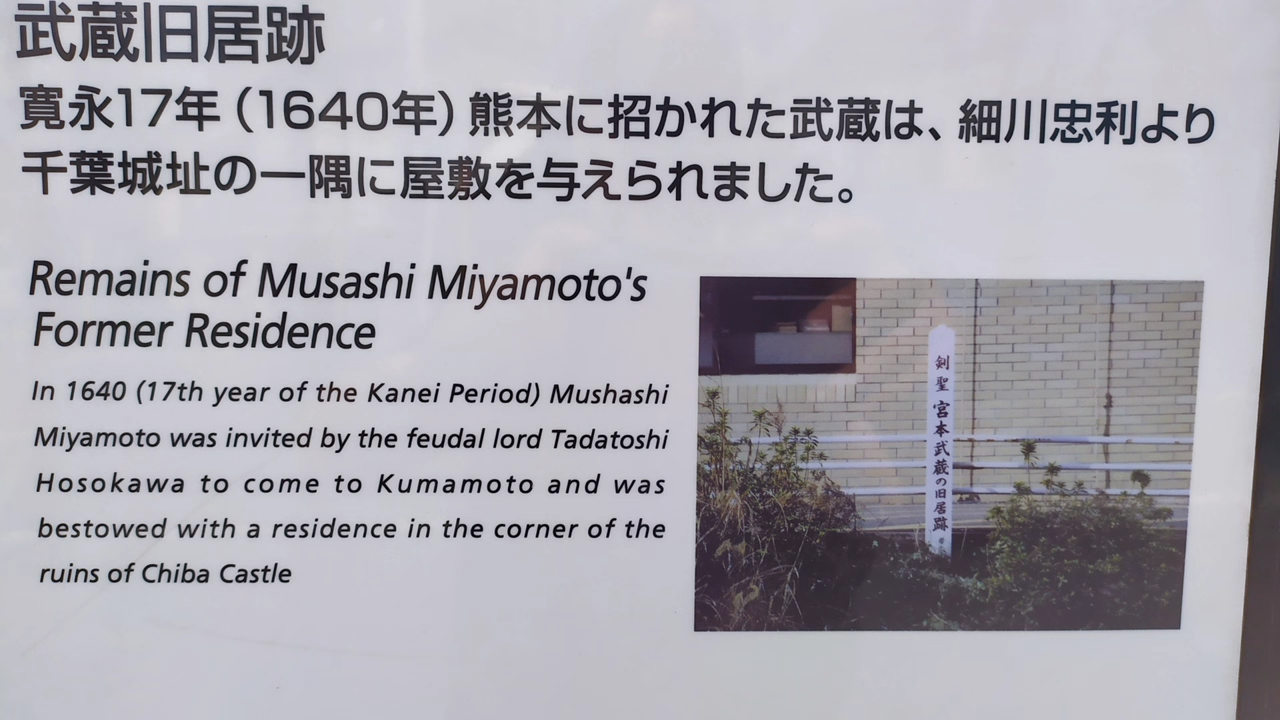 武蔵旧居跡
寛永17年（1640年）熊本に招かれた武蔵は、細川忠利より
千葉城址の一隅に屋敷を与えられました。
Remains of Musashi Miyamoto's
Former Residence
In 1640 (17th year of the Kanei Period) Mushashi
Miyamoto was invited by the feudal lord Tadatoshi
Hosokawa to come to Kumamoto and was
bestowed with a residence in the corner of the
ruins of Chiba Castle
剣聖 宮本武蔵の旧居跡